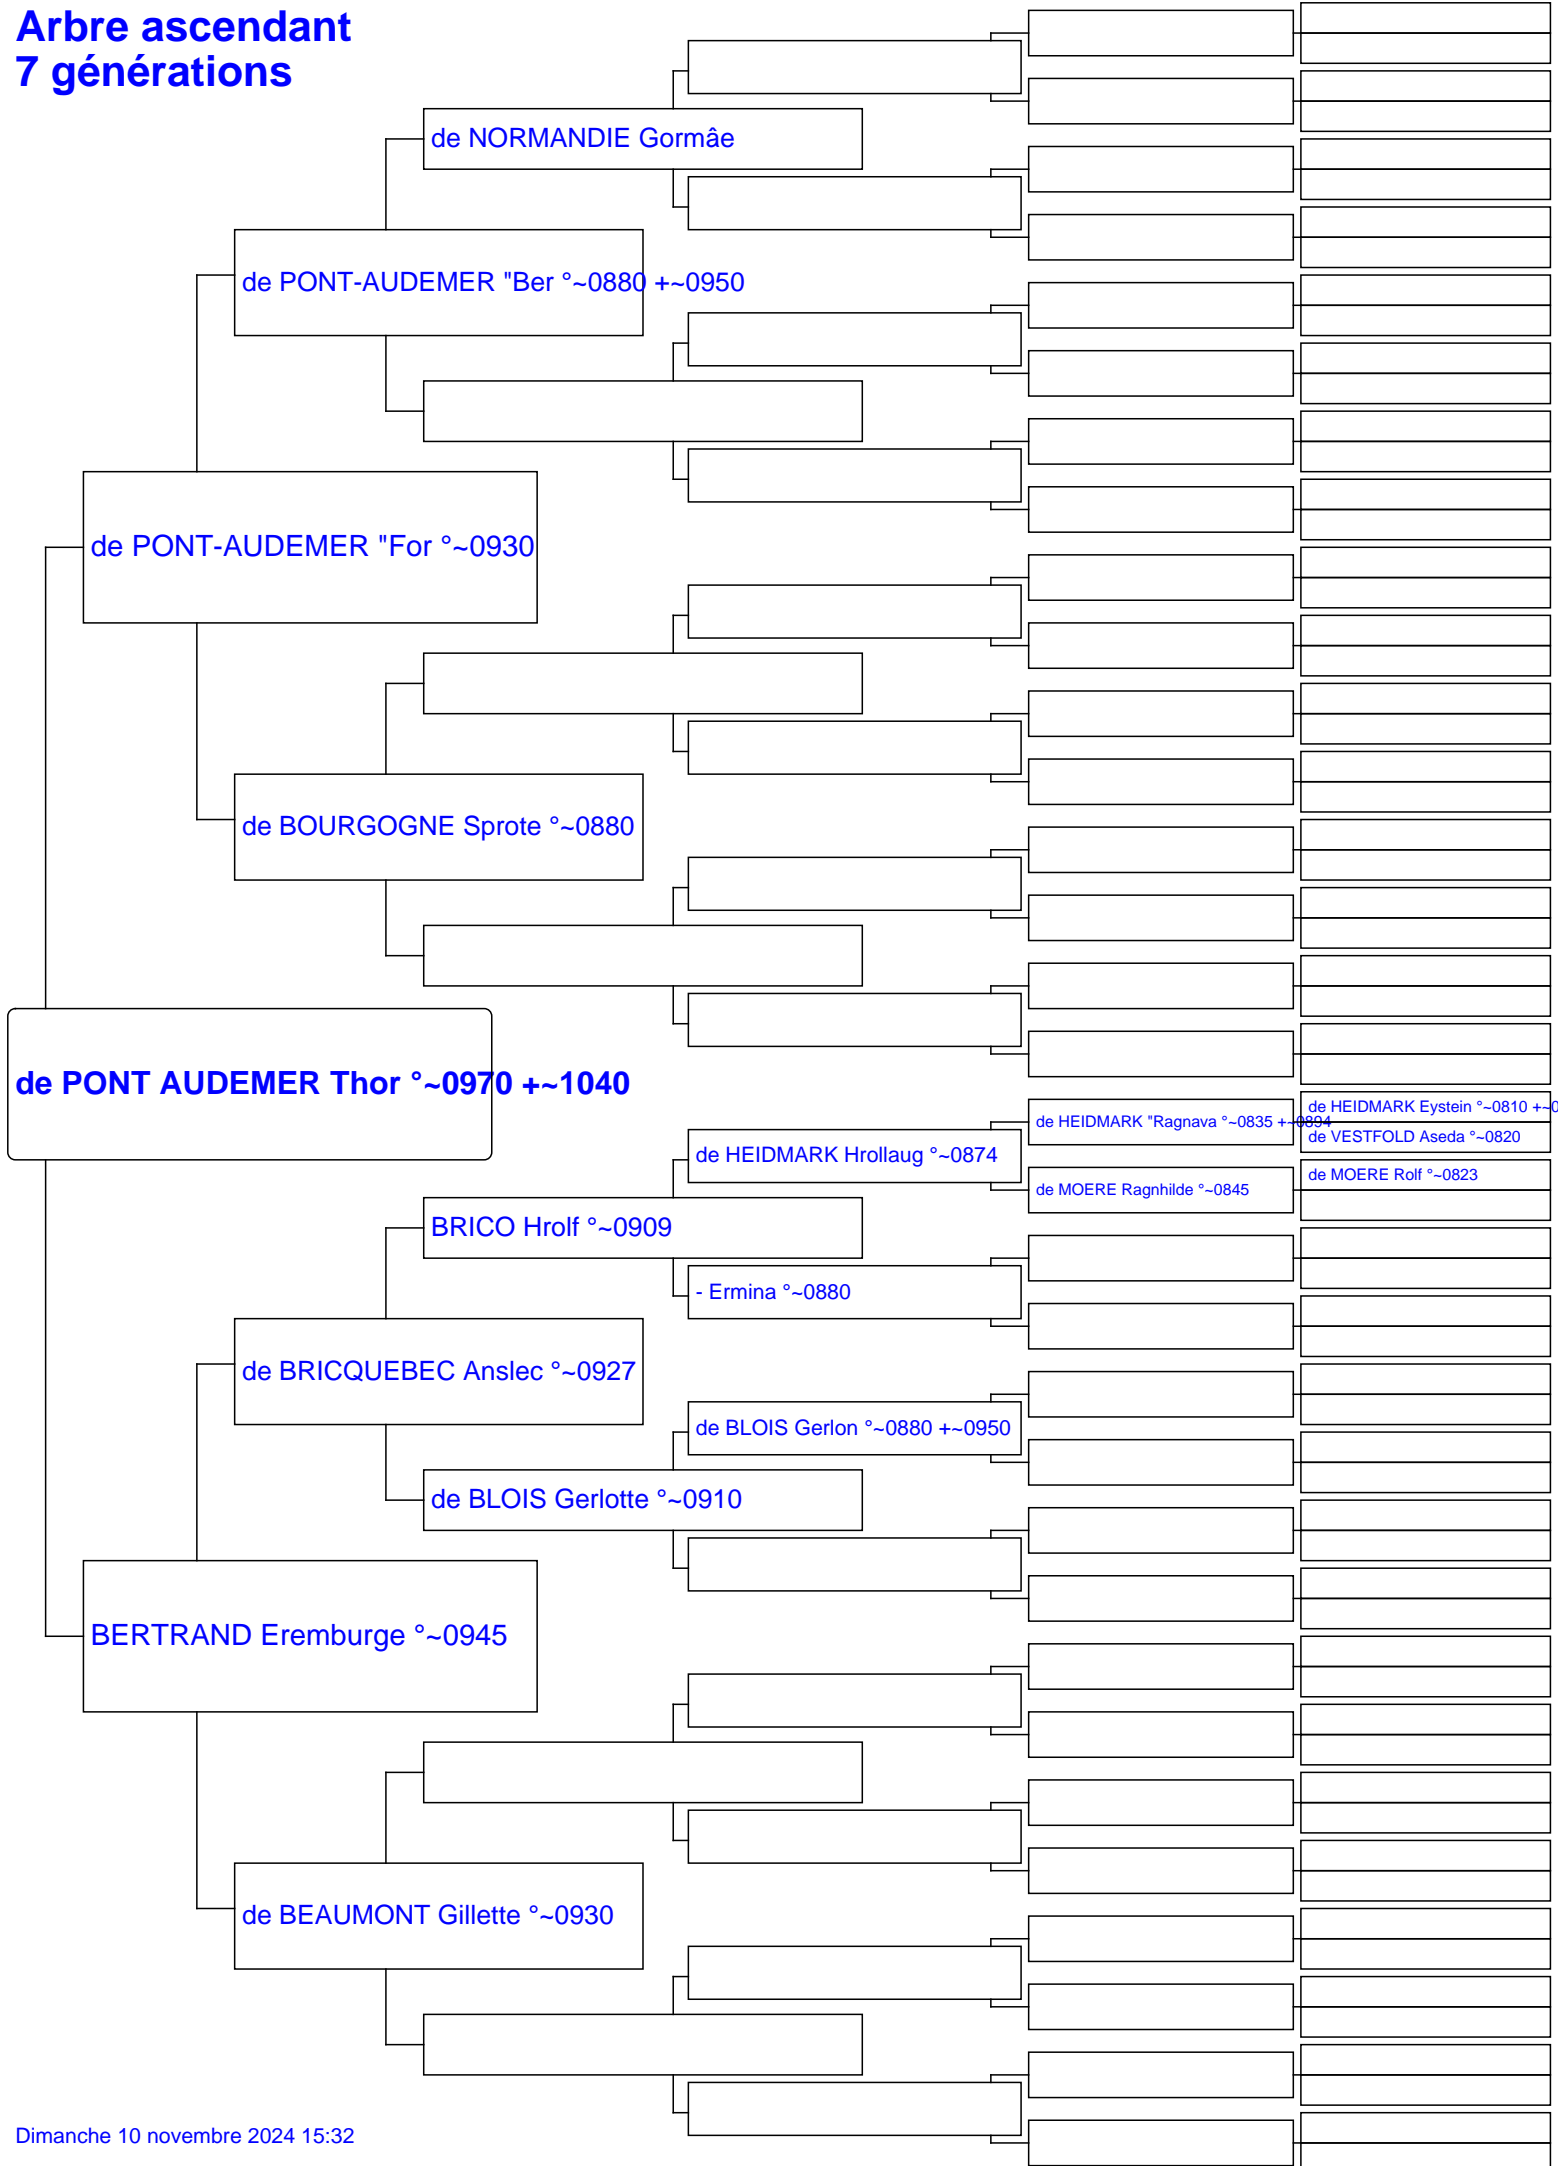 Arbre ascendant
7 générations
de NORMANDIE Gormâe
de PONT-AUDEMER "Ber °~0880 +~0950
de PONT-AUDEMER "For °~0930
de BOURGOGNE Sprote °~0880
de PONT AUDEMER Thor °~0970 +~1040
de HEIDMARK Eystein °~0810 +~0
de HEIDMARK "Ragnava °~0835 +~0894
de VESTFOLD Aseda °~0820
de HEIDMARK Hrollaug °~0874
de MOERE Rolf °~0823
de MOERE Ragnhilde °~0845
BRICO Hrolf °~0909
- Ermina °~0880
de BRICQUEBEC Anslec °~0927
de BLOIS Gerlon °~0880 +~0950
de BLOIS Gerlotte °~0910
BERTRAND Eremburge °~0945
de BEAUMONT Gillette °~0930
Dimanche 10 novembre 2024 15:32